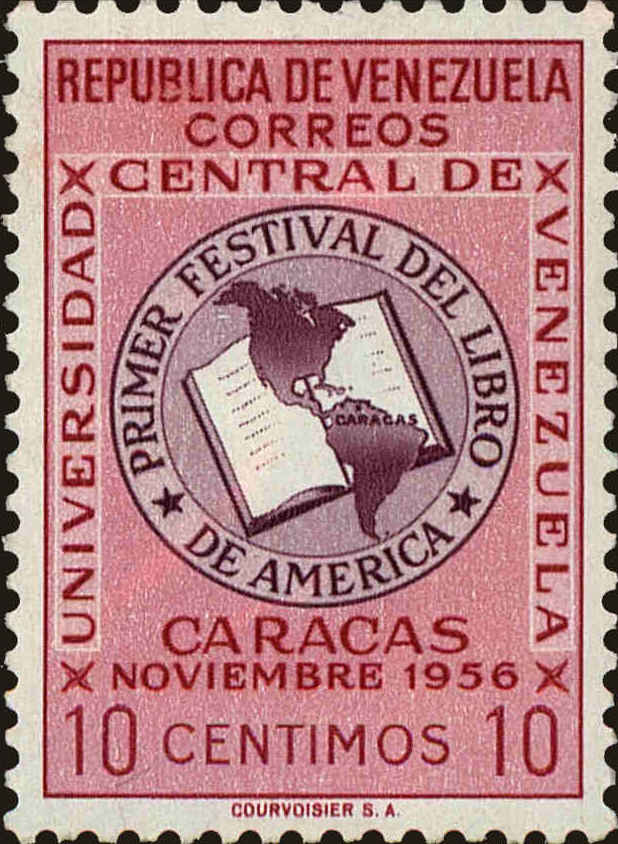 REPUBLICA DE VENEZUELA
CORREOS
UNIVERSIDAD
CENTRAL DE
VENEZUELA
PRIMER FESTIVAL DEL LIBRO
DE AMERICA
CARACAS
CARACAS
NOVIEMBRE 1956
10 CENTIMOS 10
COURVOISIER S. A.